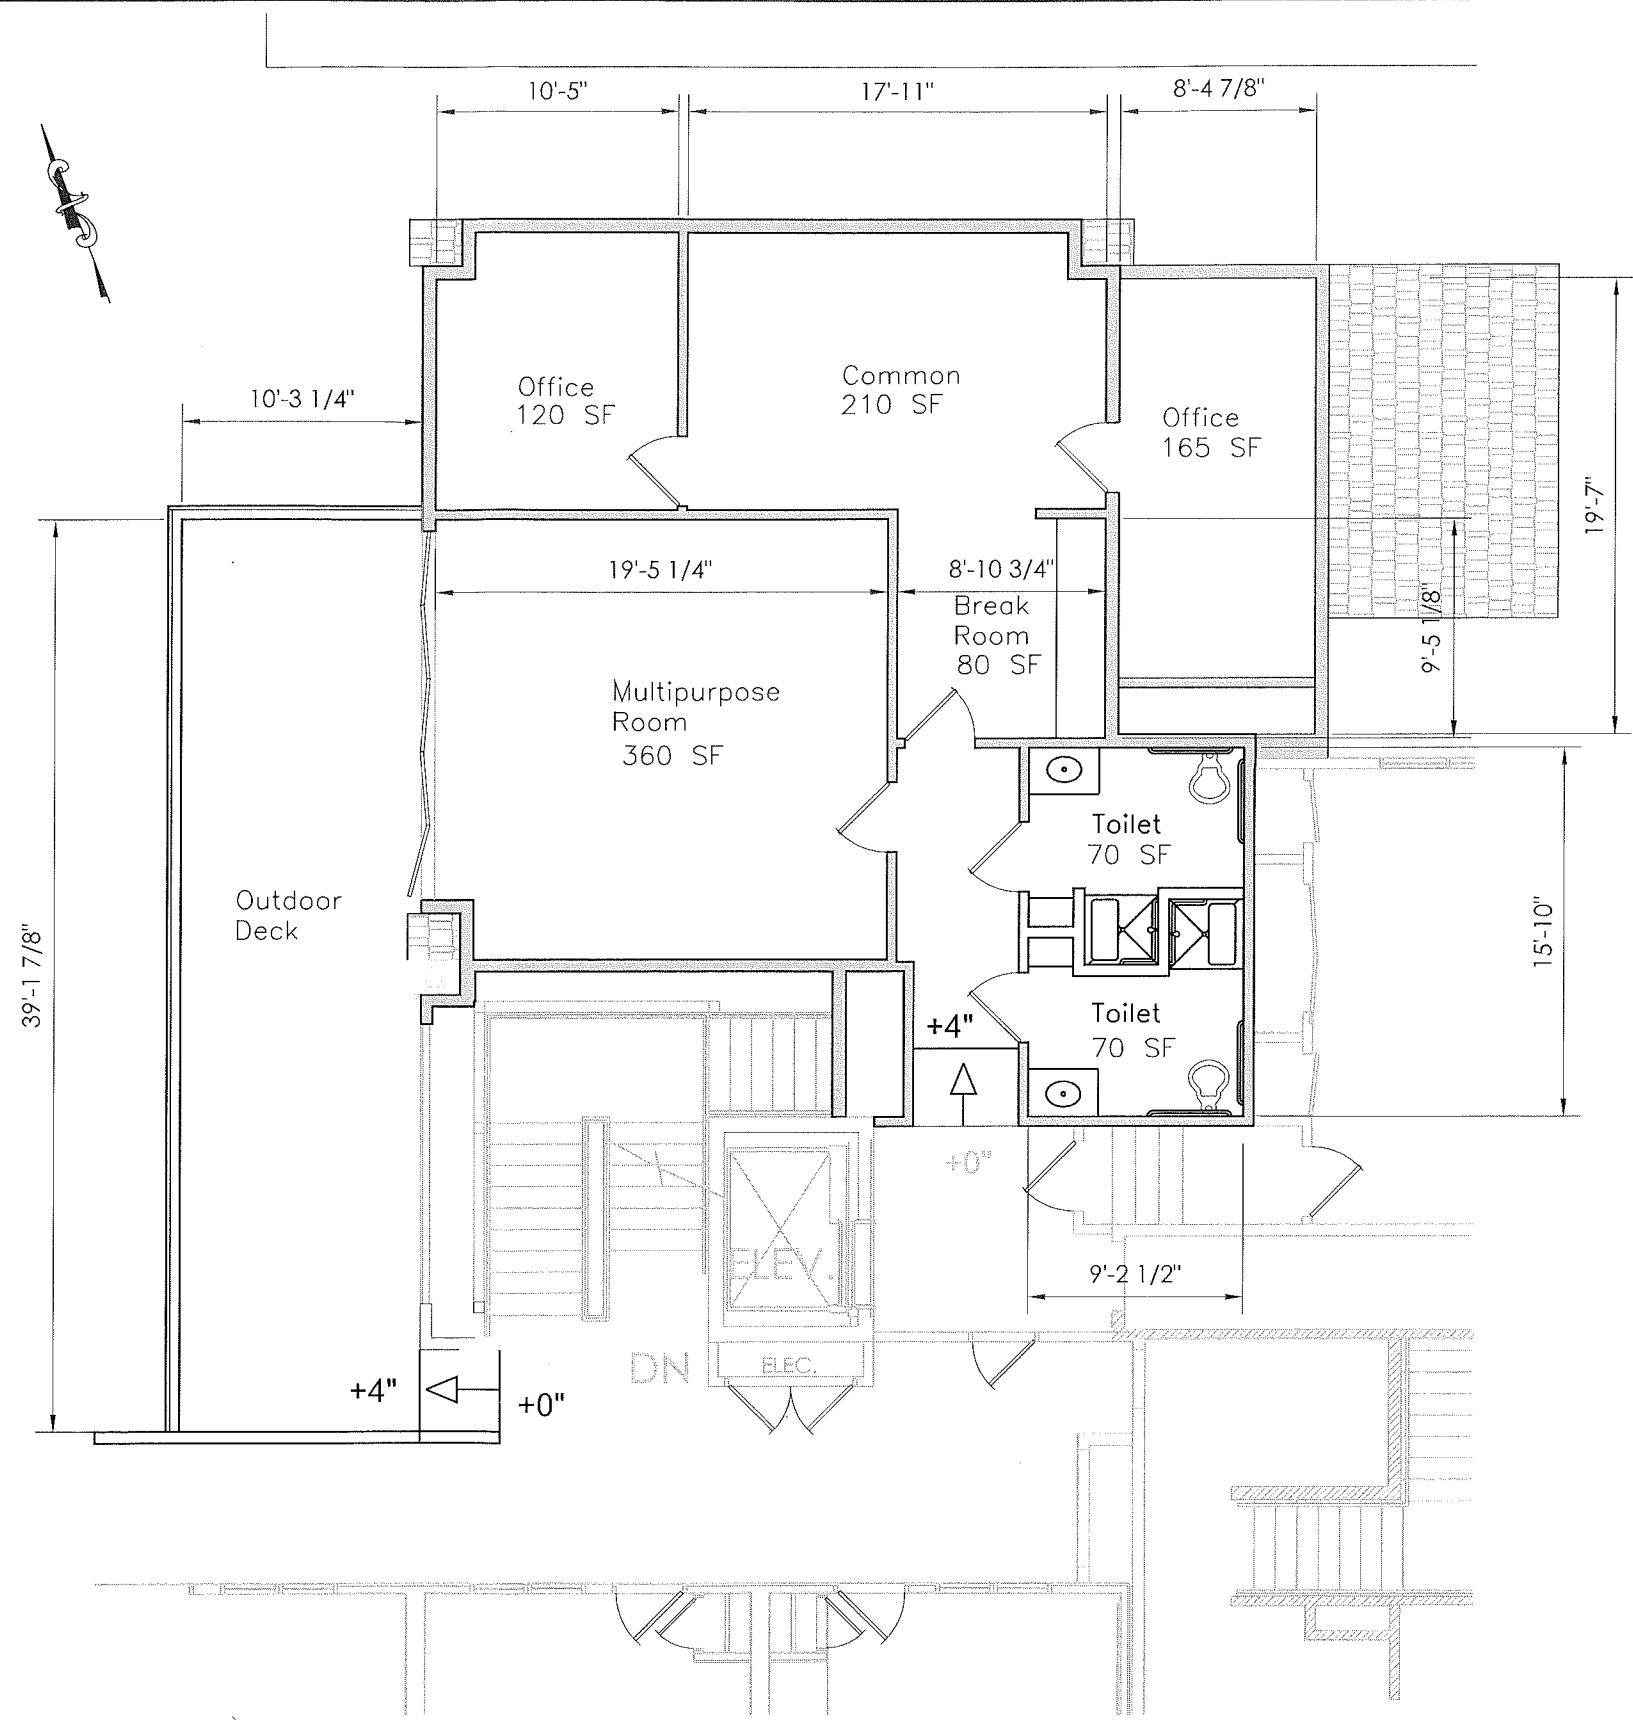 10'-5"
17'-11"
8'-4 7/8"
10'-3 1/4"
Office
120 SF
Common
210 SF
Office
165 SF
19'-7"
19'-5 1/4"
8'-10 3/4"
Break
Room
80 SF
9'-5 1/8"
Multipurpose
Room
360 SF
Toilet
70 SF
Outdoor
Deck
39'-1 7/8"
15'-10"
+4"
Toilet
70 SF
+0"
ELEV.
9'-2 1/2"
DN
ELEC.
+4"
+0"